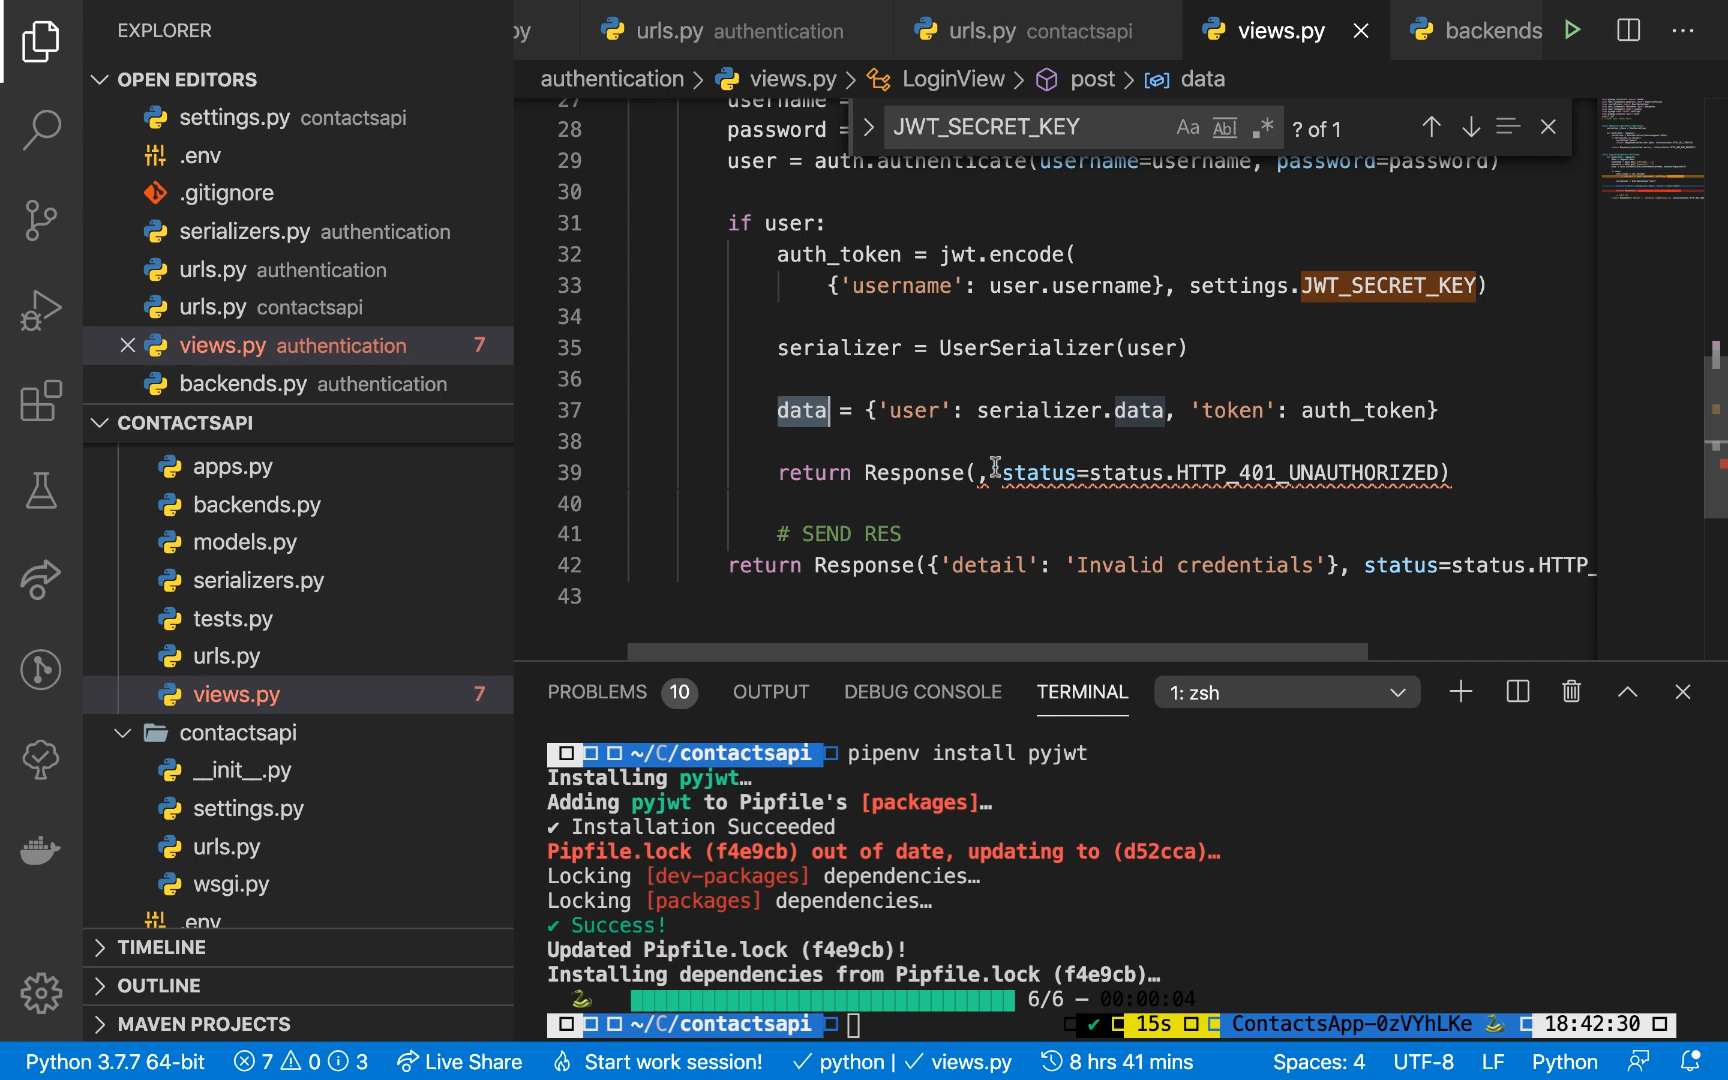 EXPLORER
OPEN EDITORS
settings.py contactsapi
.env
.gitignore
serializers.py authentication
urls.py authentication
urls.py contactsapi
views.py authentication 7
backends.py authentication
CONTACTSAPI
apps.py
backends.py
models.py
serializers.py
tests.py
urls.py
views.py 7
contactsapi
__init__.py
settings.py
urls.py
wsgi.py
.env
TIMELINE
OUTLINE
MAVEN PROJECTS
py urls.py authentication urls.py contactsapi views.py backends
authentication > views.py > LoginView > post > data
JWT_SECRET_KEY Aa Abl .* ? of 1
27 username =
28 password =
29 user = auth.authenticate(username=username, password=password)
30
31 if user:
32 auth_token = jwt.encode(
33 {'username': user.username}, settings.JWT_SECRET_KEY)
34
35 serializer = UserSerializer(user)
36
37 data = {'user': serializer.data, 'token': auth_token}
38
39 return Response(, status=status.HTTP_401_UNAUTHORIZED)
40
41 # SEND RES
42 return Response({'detail': 'Invalid credentials'}, status=status.HTTP_
43
PROBLEMS 10 OUTPUT DEBUG CONSOLE TERMINAL 1: zsh
~/C/contactsapi pipenv install pyjwt
Installing pyjwt…
Adding pyjwt to Pipfile's [packages]…
✔ Installation Succeeded
Pipfile.lock (f4e9cb) out of date, updating to (d52cca)…
Locking [dev-packages] dependencies…
Locking [packages] dependencies…
✔ Success!
Updated Pipfile.lock (f4e9cb)!
Installing dependencies from Pipfile.lock (f4e9cb)…
6/6 — 00:00:04
~/C/contactsapi ✔ 15s ContactsApp-0zVYhLKe 18:42:30
Python 3.7.7 64-bit 7 0 3 Live Share Start work session! ✓ python | ✓ views.py 8 hrs 41 mins Spaces: 4 UTF-8 LF Python